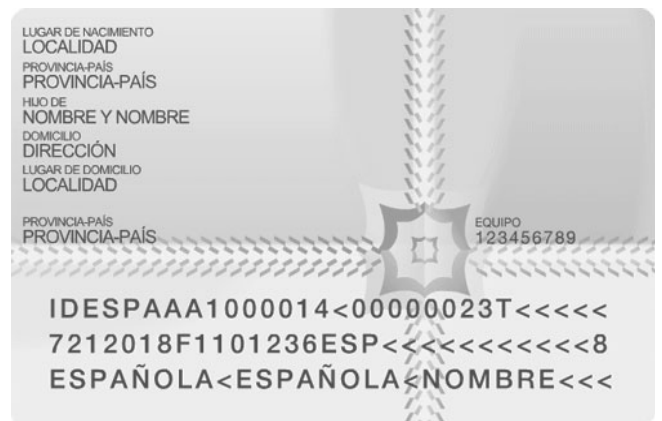 LUGAR DE NACIMIENTO
LOCALIDAD
PROVINCIA-PAÍS
PROVINCIA-PAÍS
HIJO DE
NOMBRE Y NOMBRE
DOMICILIO
DIRECCIÓN
LUGAR DE DOMICILIO
LOCALIDAD
PROVINCIA-PAÍS
PROVINCIA-PAÍS
EQUIPO
123456789
IDESPAAA1000014<00000023T<<<<<
7212018F1101236ESP<<<<<<<<<<<8
ESPAÑOLA<ESPAÑOLA<NOMBRE<<<